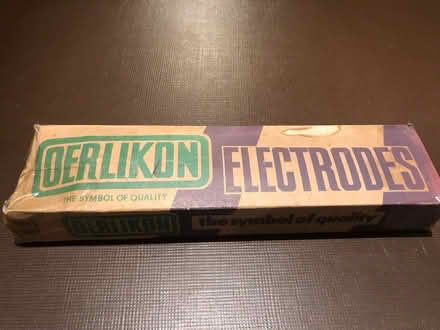 OERLIKON
ELECTRODES
THE SYMBOL OF QUALITY
OERLIKON
the symbol of quality